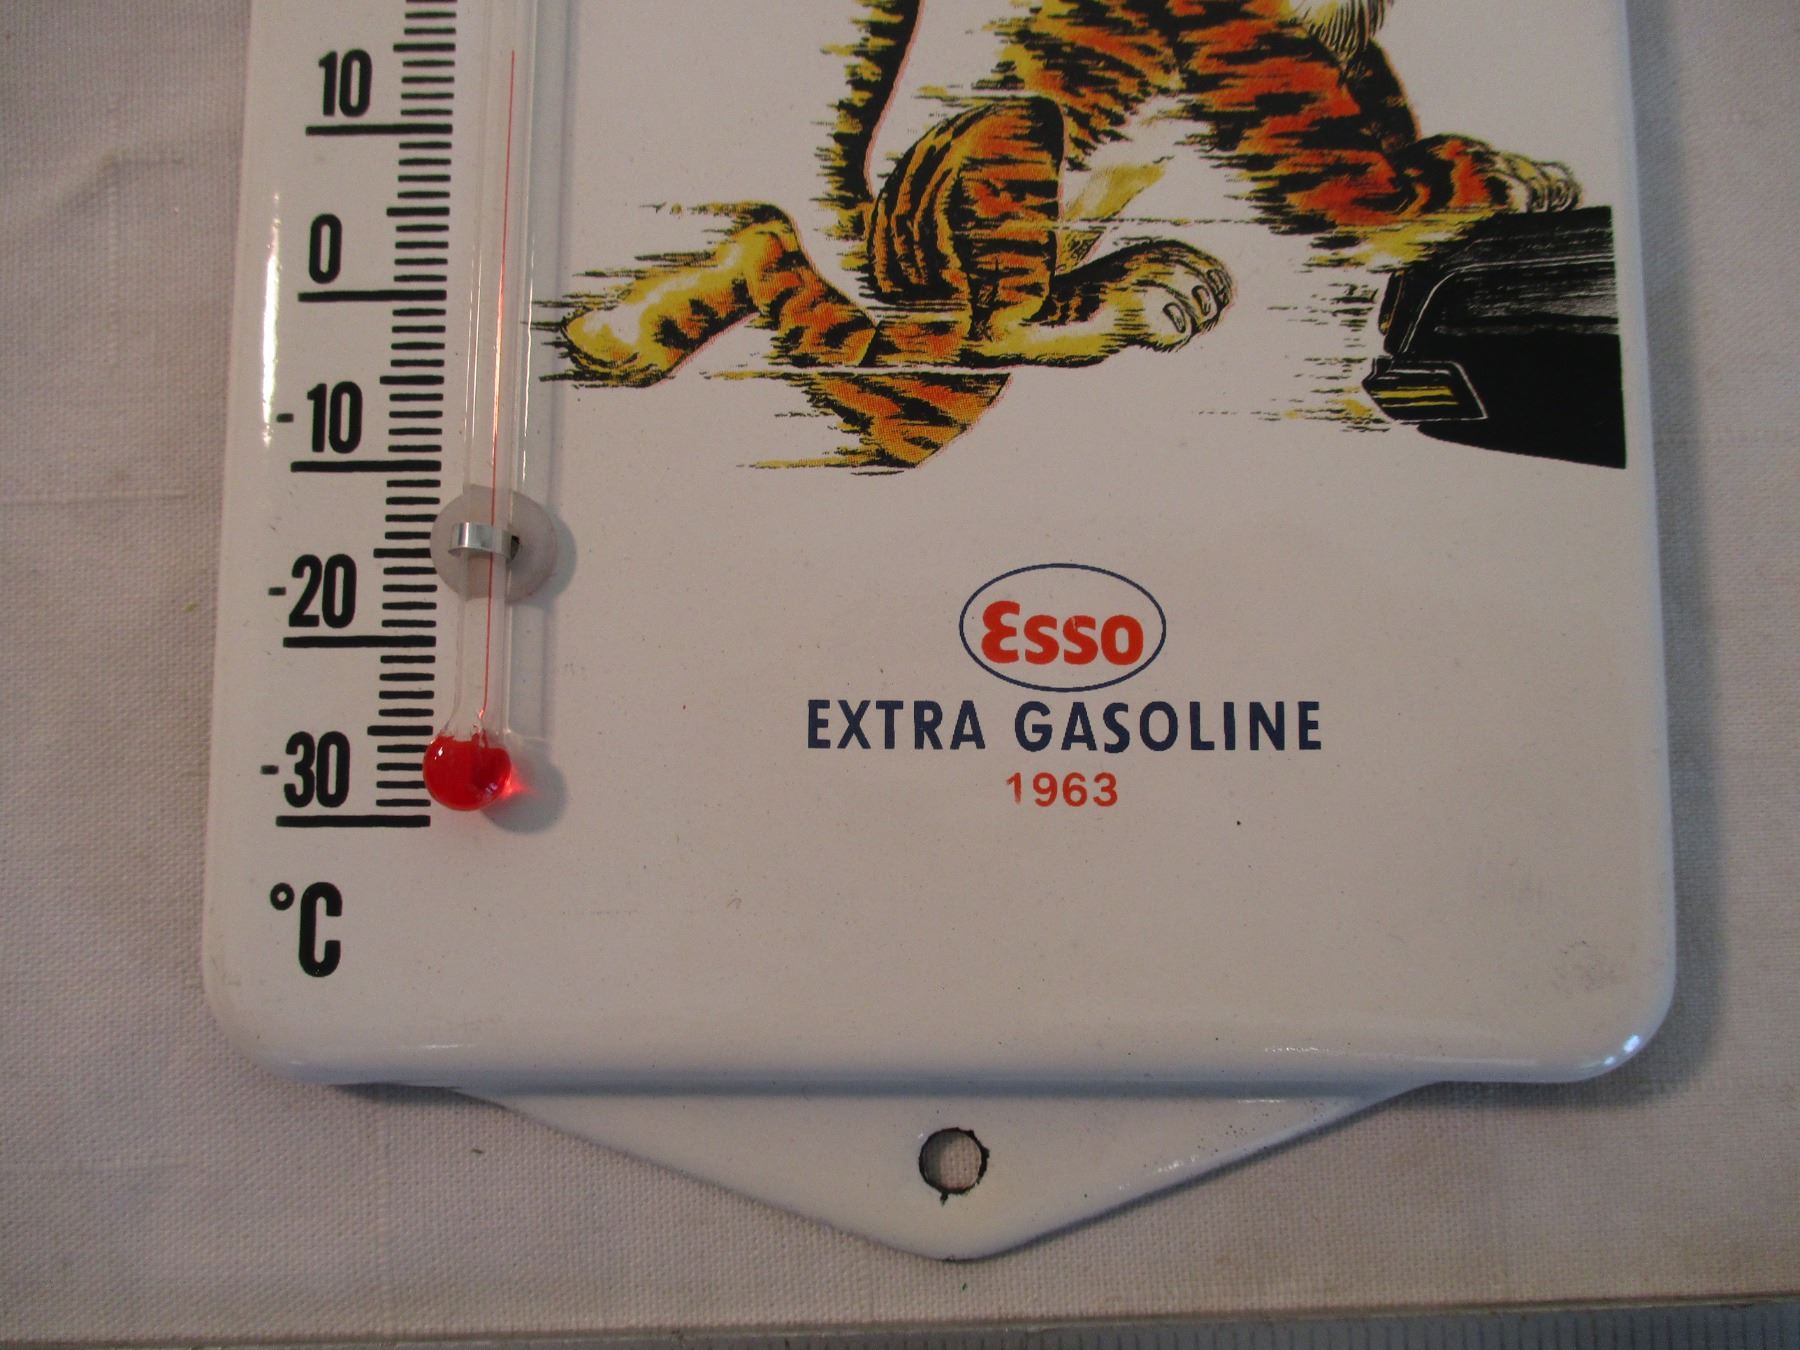 10
0
-10
-20
-30
°C
Esso
EXTRA GASOLINE
1963